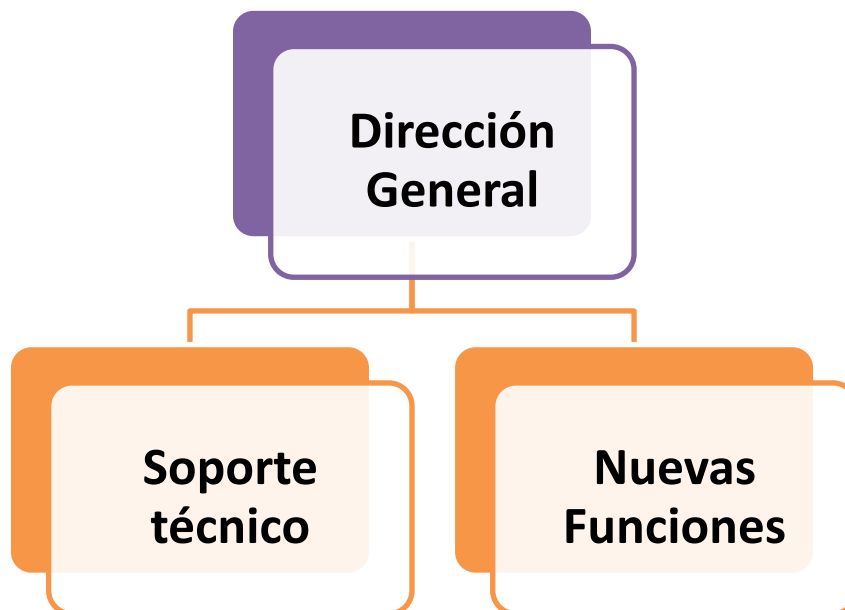 Dirección
General
Soporte
técnico
Nuevas
Funciones